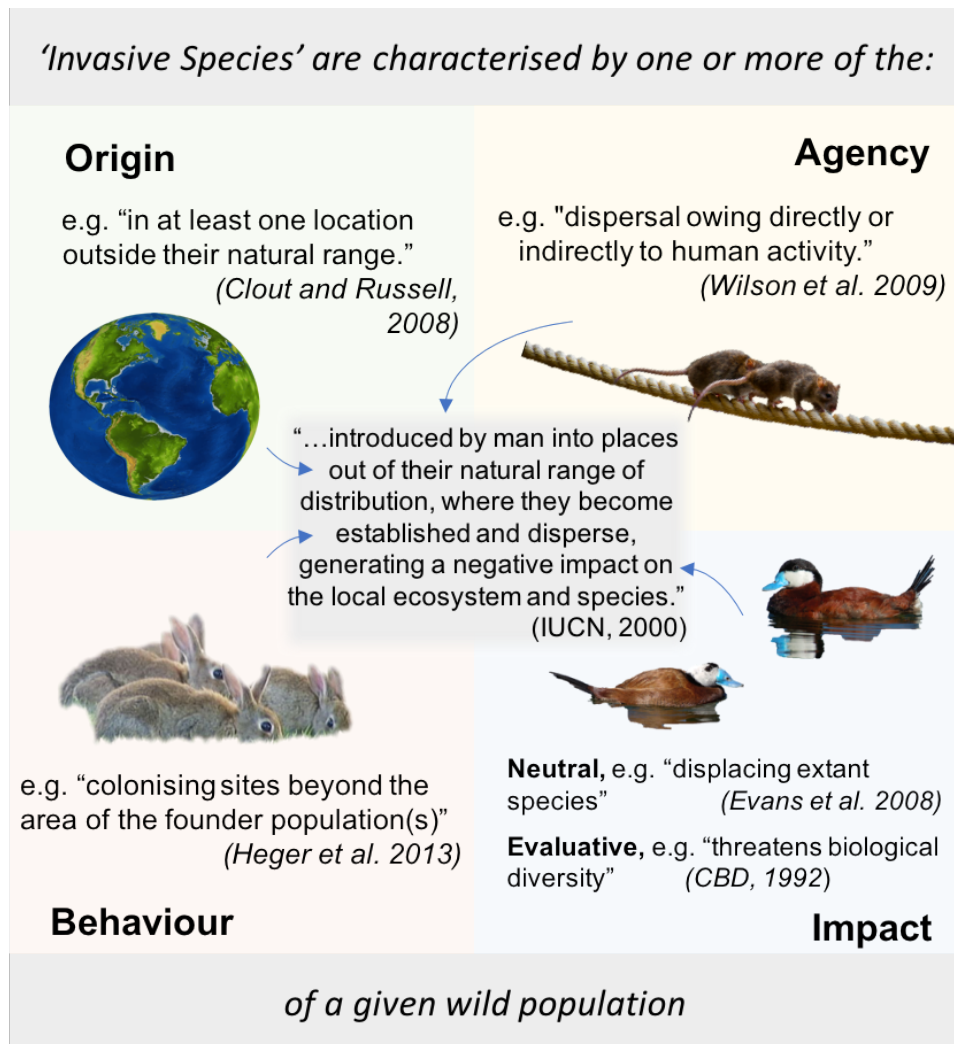 ‘Invasive Species’ are characterised by one or more of the:
Origin
e.g. “in at least one location
outside their natural range.”
(Clout and Russell,
2008)
Agency
e.g. "dispersal owing directly or
indirectly to human activity.”
(Wilson et al. 2009)
“…introduced by man into places
out of their natural range of
distribution, where they become
established and disperse,
generating a negative impact on
the local ecosystem and species.”
(IUCN, 2000)
e.g. “colonising sites beyond the
area of the founder population(s)”
(Heger et al. 2013)
Behaviour
Neutral, e.g. “displacing extant
species” (Evans et al. 2008)
Evaluative, e.g. “threatens biological
diversity” (CBD, 1992)
Impact
of a given wild population